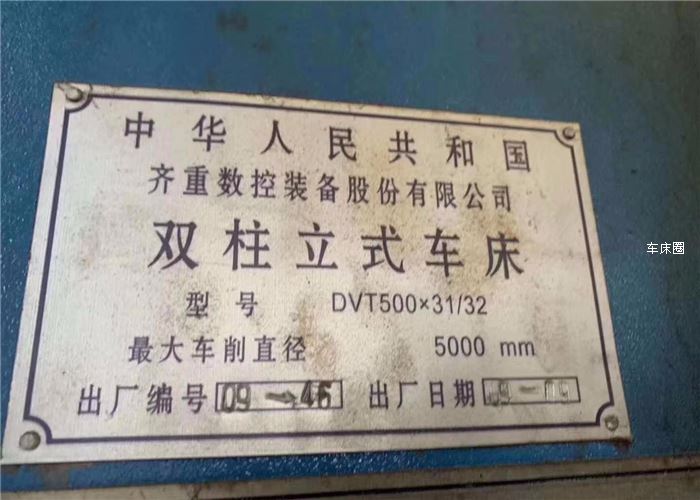 中华人民共和国
齐重数控装备股份有限公司
双柱立式车床
型号 DVT500×31/32
最大车削直径 5000 mm
出厂编号 09-46 出厂日期
车床圈